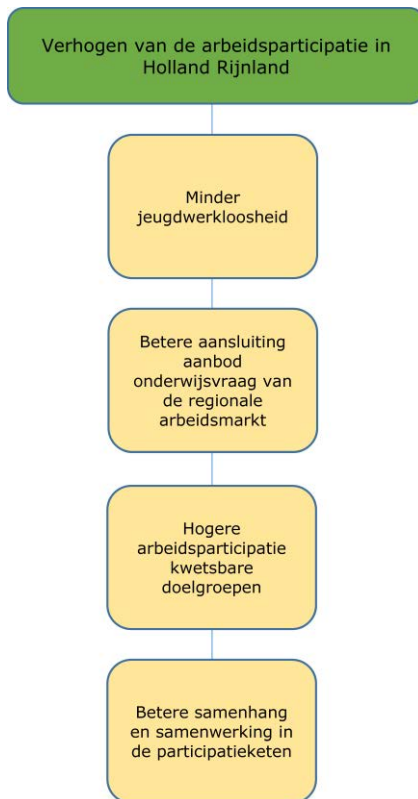 Verhogen van de arbeidsparticipatie in
Holland Rijnland
Minder
jeugdwerkloosheid
Betere aansluiting
aanbod
onderwijsvraag van
de regionale
arbeidsmarkt
Hogere
arbeidsparticipatie
kwetsbare
doelgroepen
Betere samenhang
en samenwerking in
de participatieketen